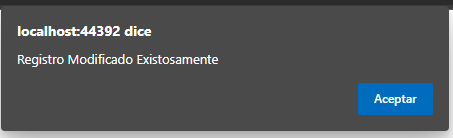 localhost:44392 dice
Registro Modificado Existosamente
Aceptar